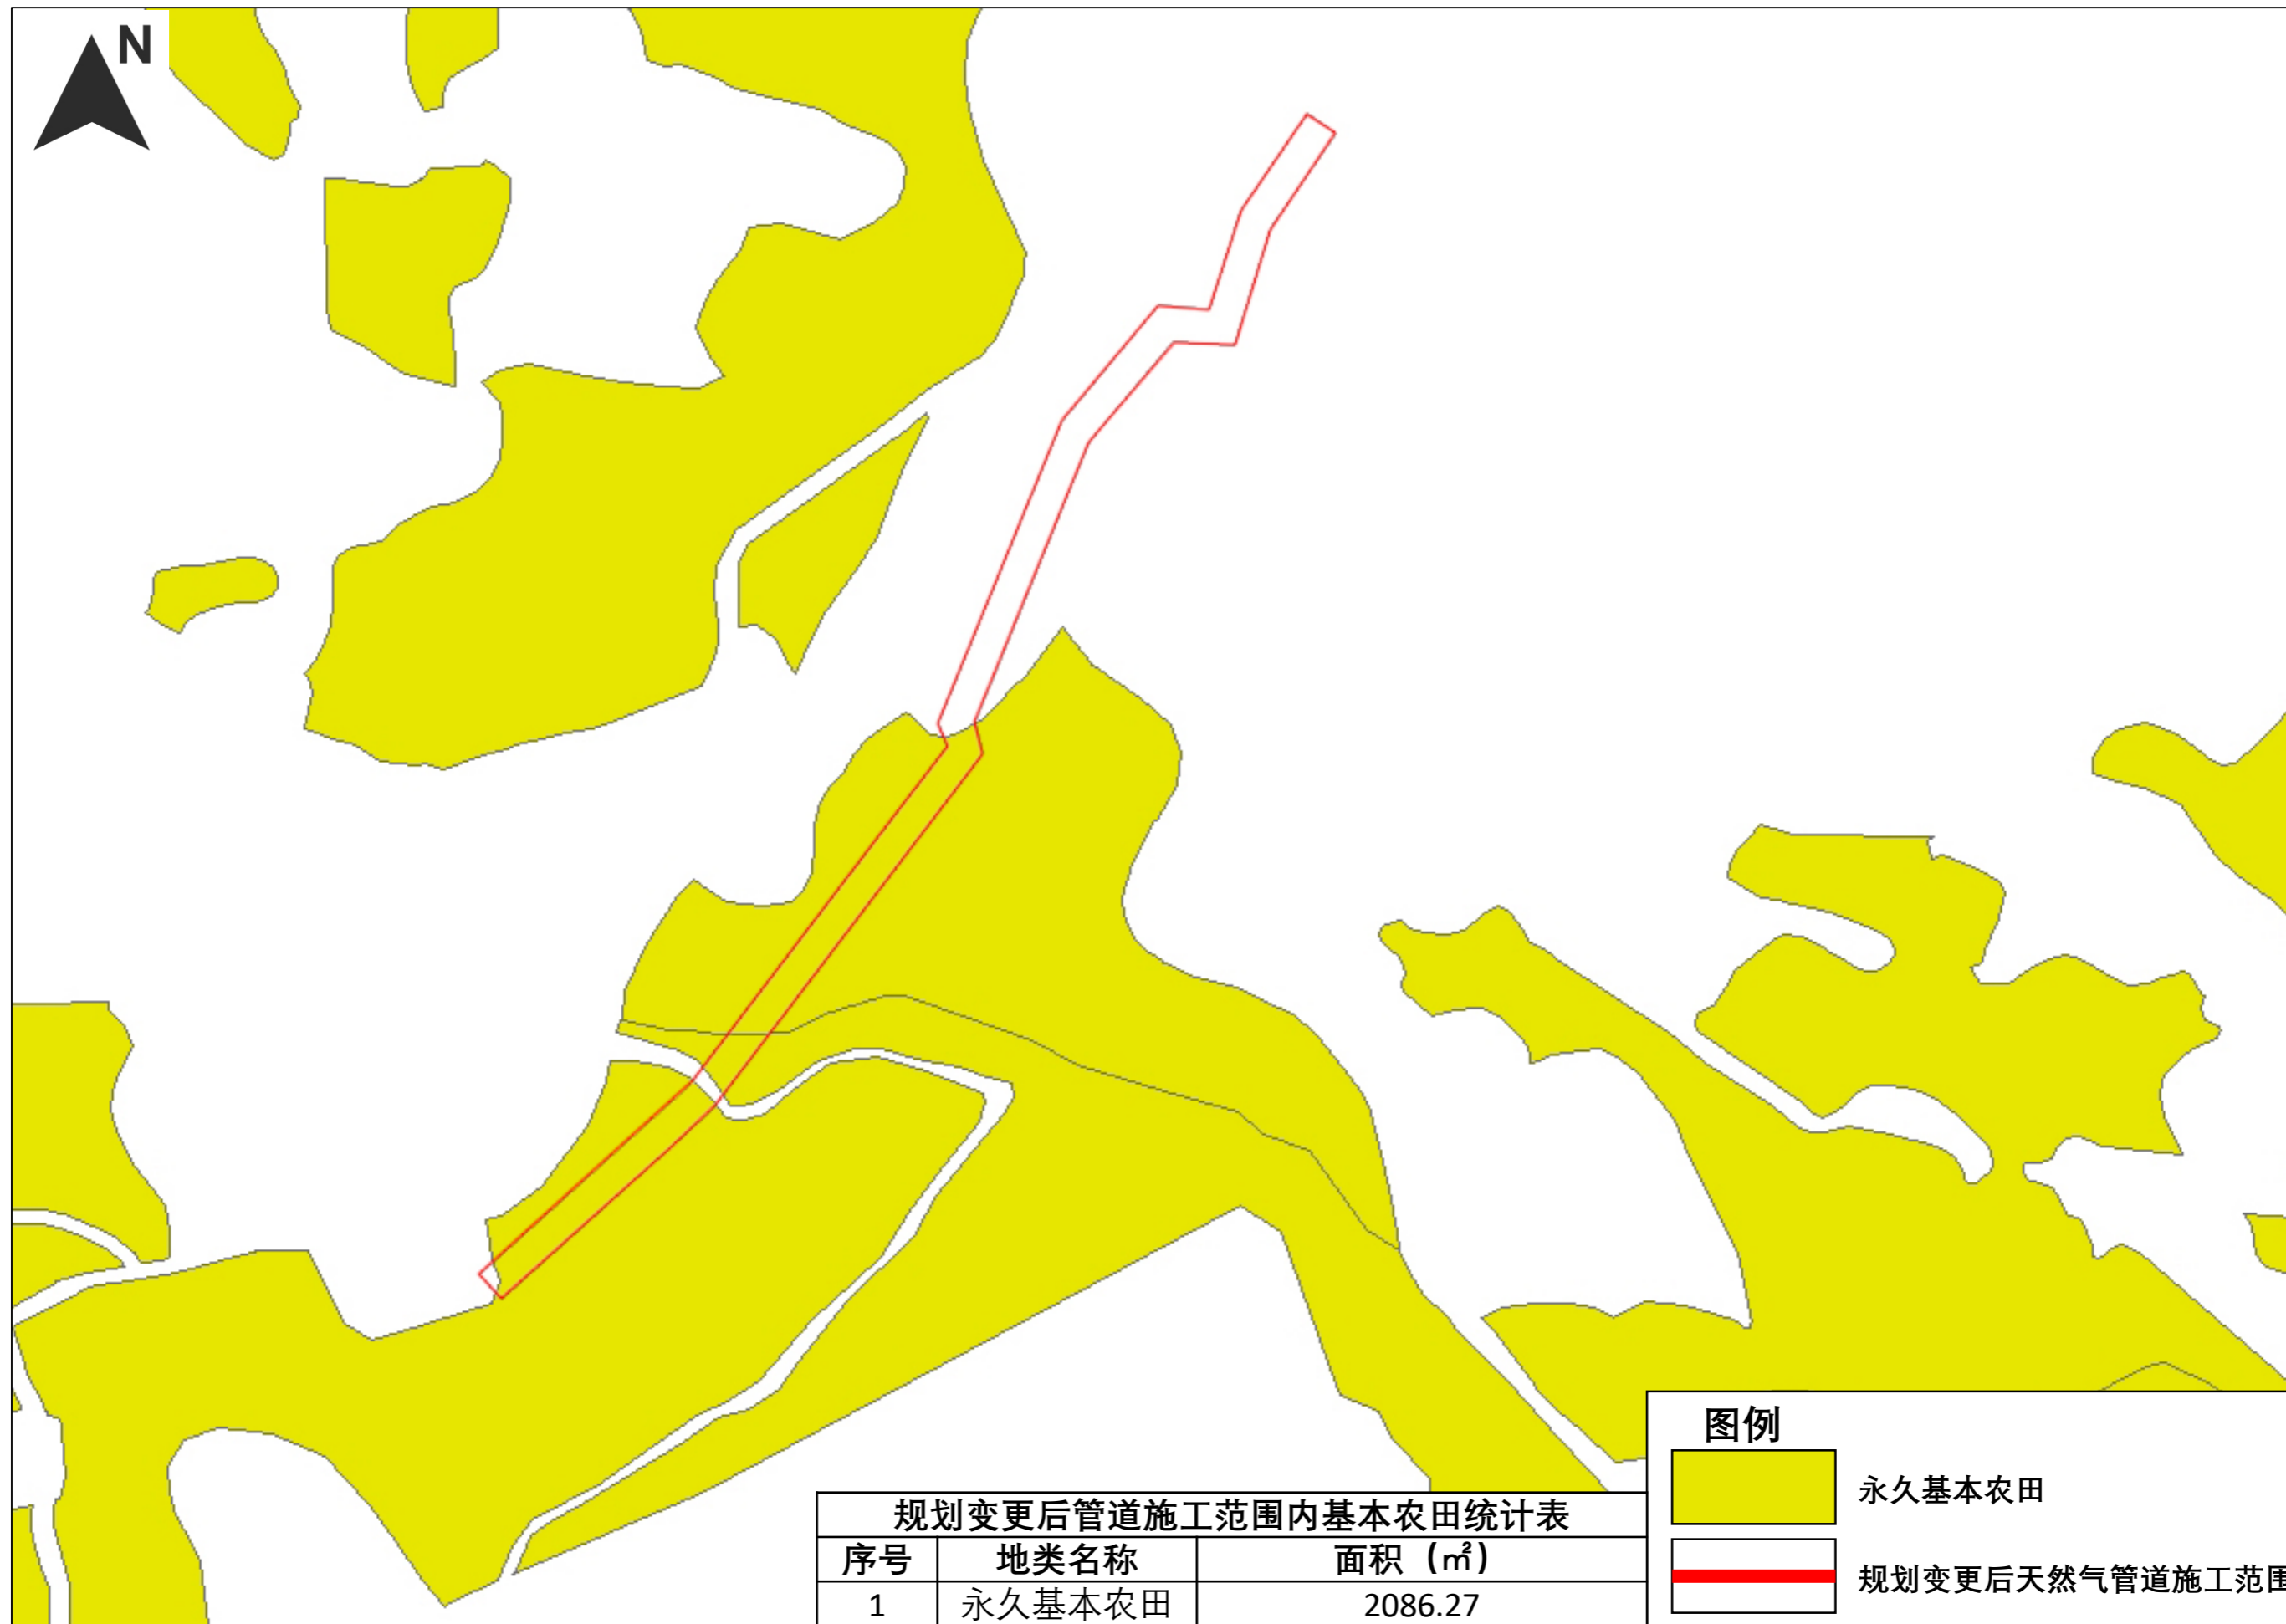 N
图例
永久基本农田
规划变更后天然气管道施工范围
规划变更后管道施工范围内基本农田统计表
序号 地类名称 面积（㎡）
1 永久基本农田 2086.27